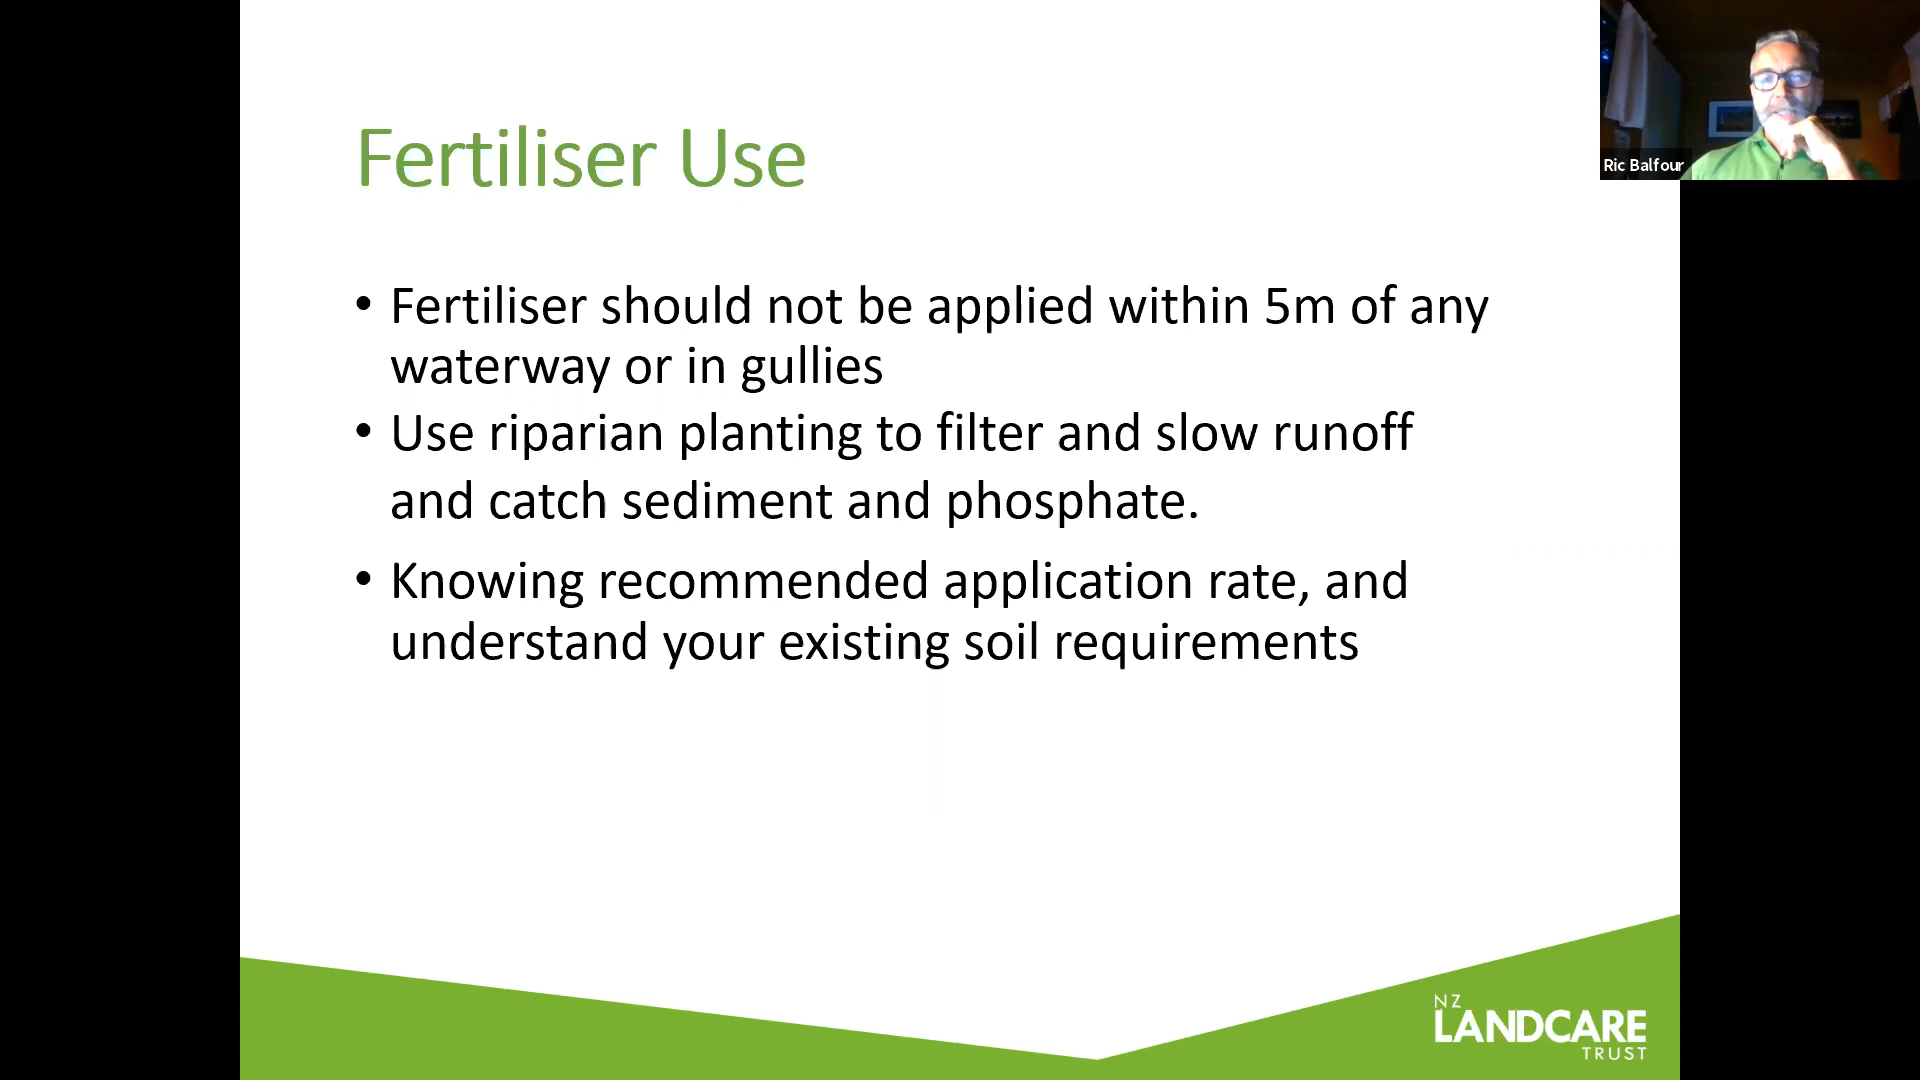 Fertiliser Use
• Fertiliser should not be applied within 5m of any
waterway or in gullies
• Use riparian planting to filter and slow runoff
and catch sediment and phosphate.
• Knowing recommended application rate, and
understand your existing soil requirements
Ric Balfour
NZ
LANDCARE
TRUST